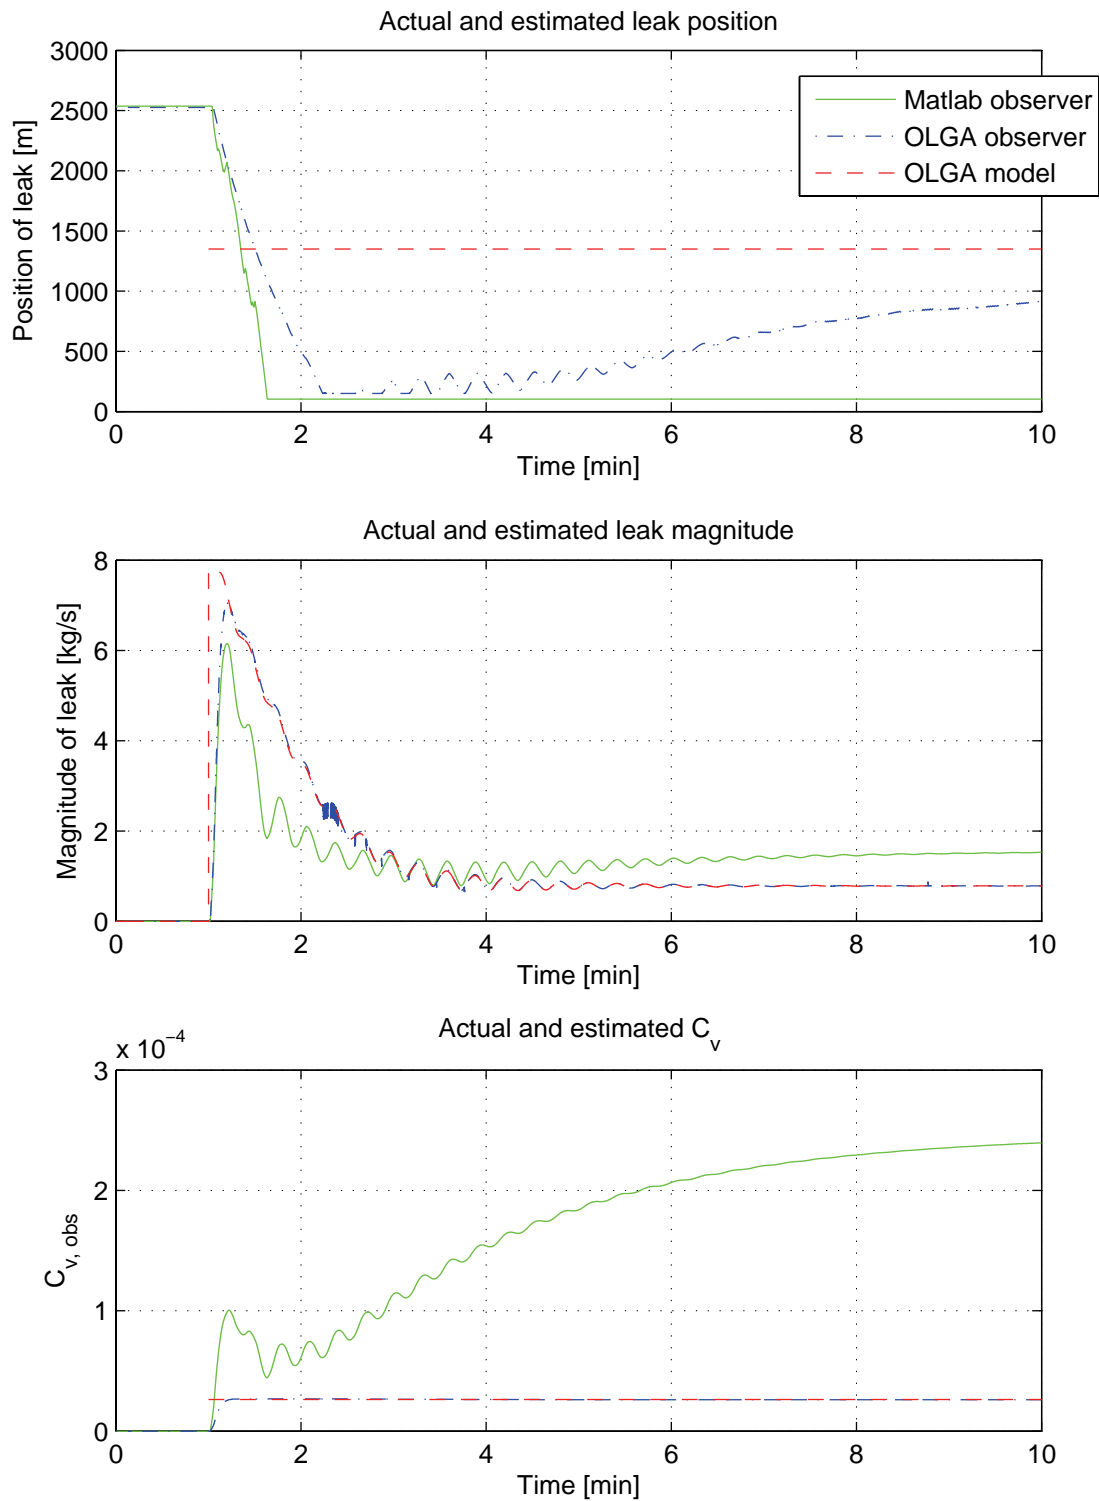 Actual and estimated leak position
3000
2500
2000
1500
1000
500
0
Position of leak [m]
Matlab observer
OLGA observer
OLGA model
0 2 4 6 8 10
Time [min]
Actual and estimated leak magnitude
8
6
4
2
0
Magnitude of leak [kg/s]
0 2 4 6 8 10
Time [min]
Actual and estimated C_v
x 10^−4
3
2
1
0
C_v, obs
0 2 4 6 8 10
Time [min]